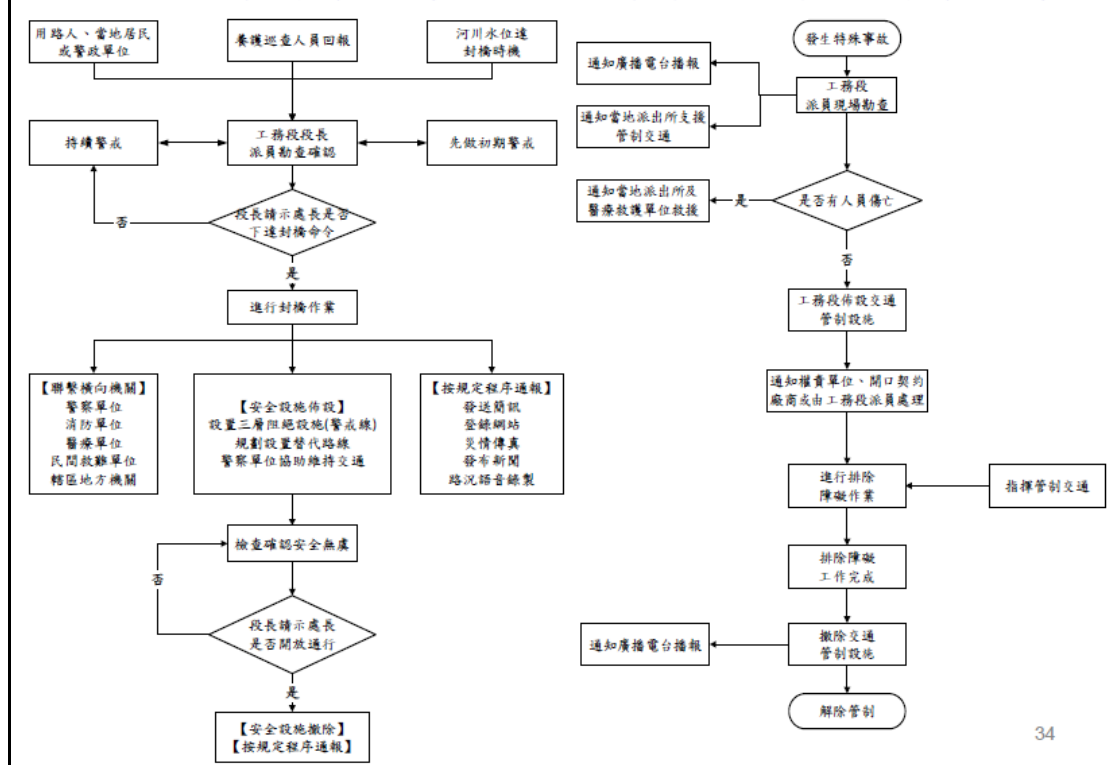 用路人、當地居民
或警政單位
養護巡查人員回報
河川水位達
封橋時機
持續警戒
工務段段長
派員勘查確認
先做初期警戒
段長請示處長是否
下達封橋命令
否
是
進行封橋作業
【聯繫橫向機關】
警察單位
消防單位
醫療單位
民間救難單位
轄區地方機關
【安全設施佈設】
設置三層阻絕設施(警戒線)
規劃設置替代路線
警察單位協助維持交通
【按規定程序通報】
發送簡訊
登錄網站
災情傳真
發布新聞
路況語音錄製
檢查確認安全無虞
否
段長請示處長
是否開放通行
是
【安全設施撤除】
【按規定程序通報】
發生特殊事故
通知廣播電台播報
工務段
派員現場勘查
通知當地派出所支援
管制交通
通知當地派出所及
醫療救護單位救援
是
是否有人員傷亡
否
工務段佈設交通
管制設施
通知權責單位、開口契約
廠商或由工務段派員處理
進行排除
障礙作業
指揮管制交通
排除障礙
工作完成
通知廣播電台播報
撤除交通
管制設施
解除管制
34